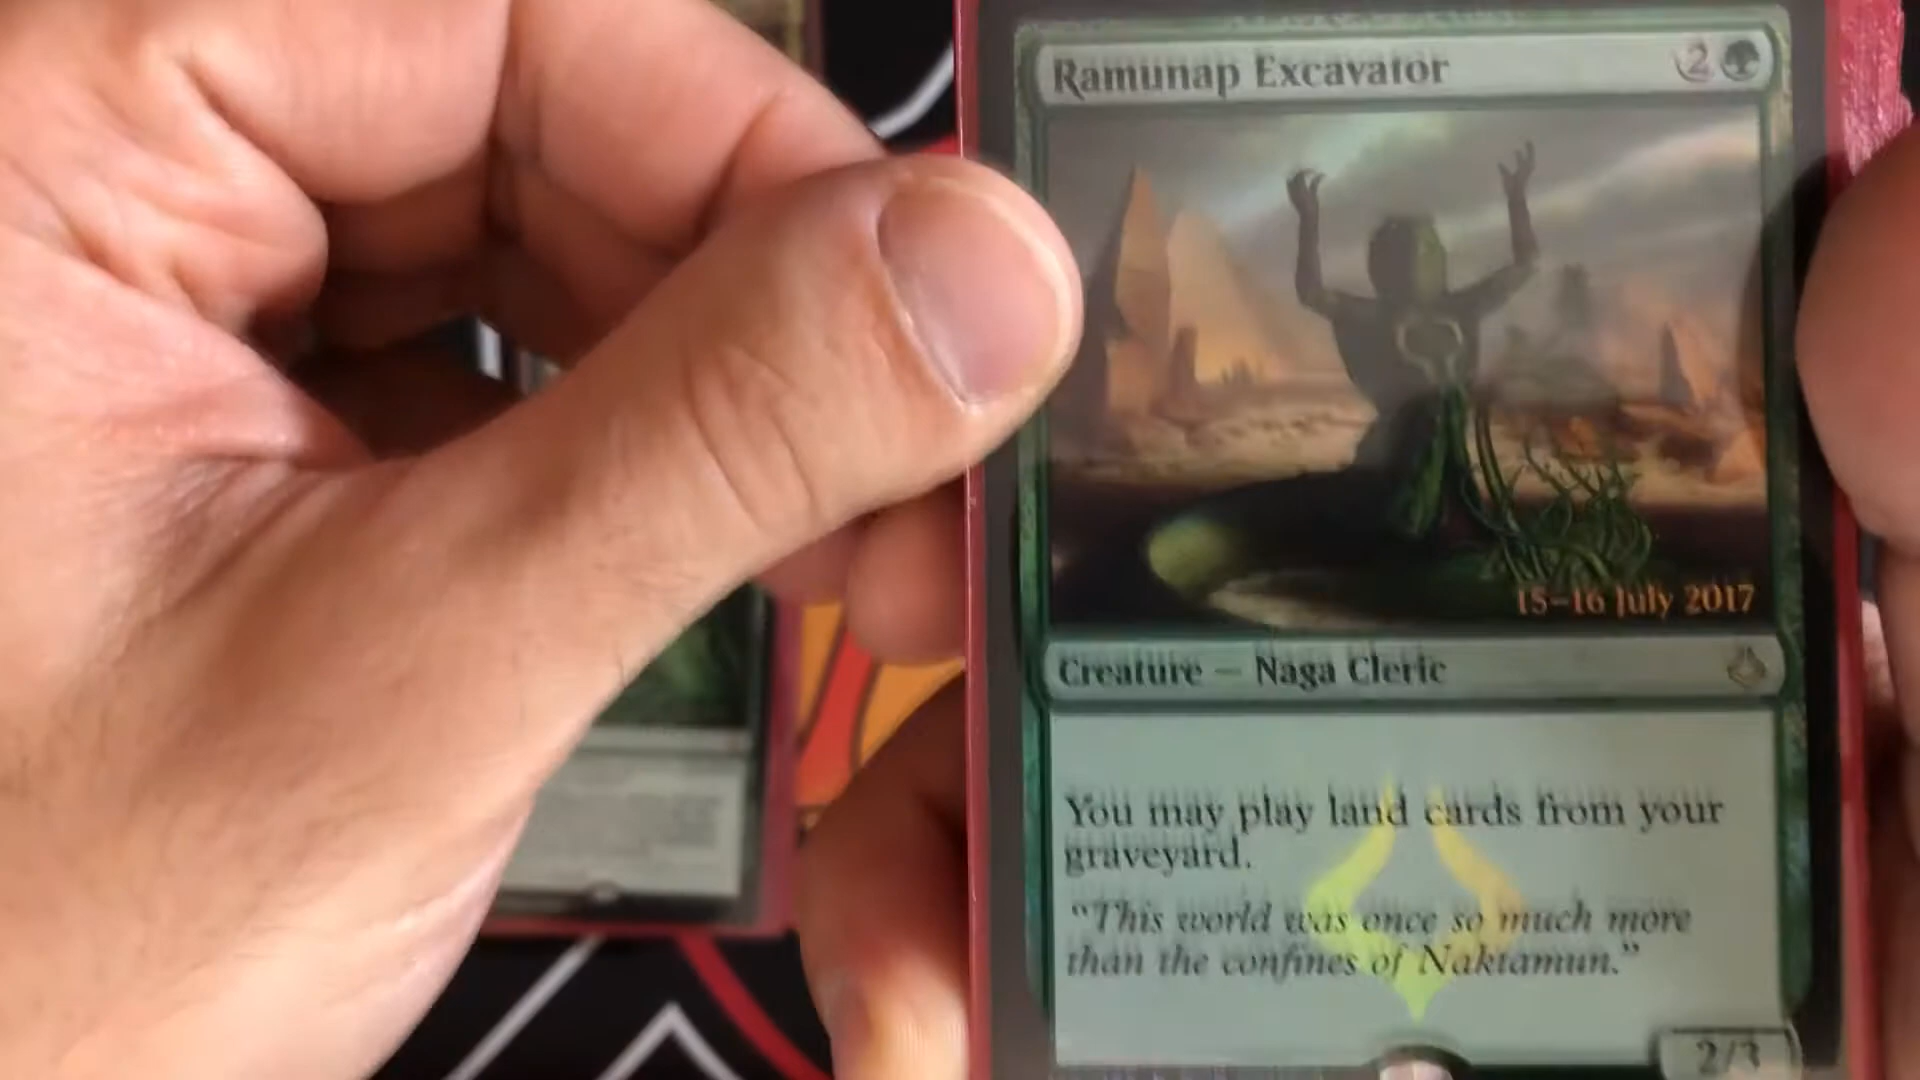 Ramunap Excavator 2
15–16 July 2017
Creature — Naga Cleric
You may play land cards from your
graveyard.
“This world was once so much more
than the confines of Naktamun.”
2/3